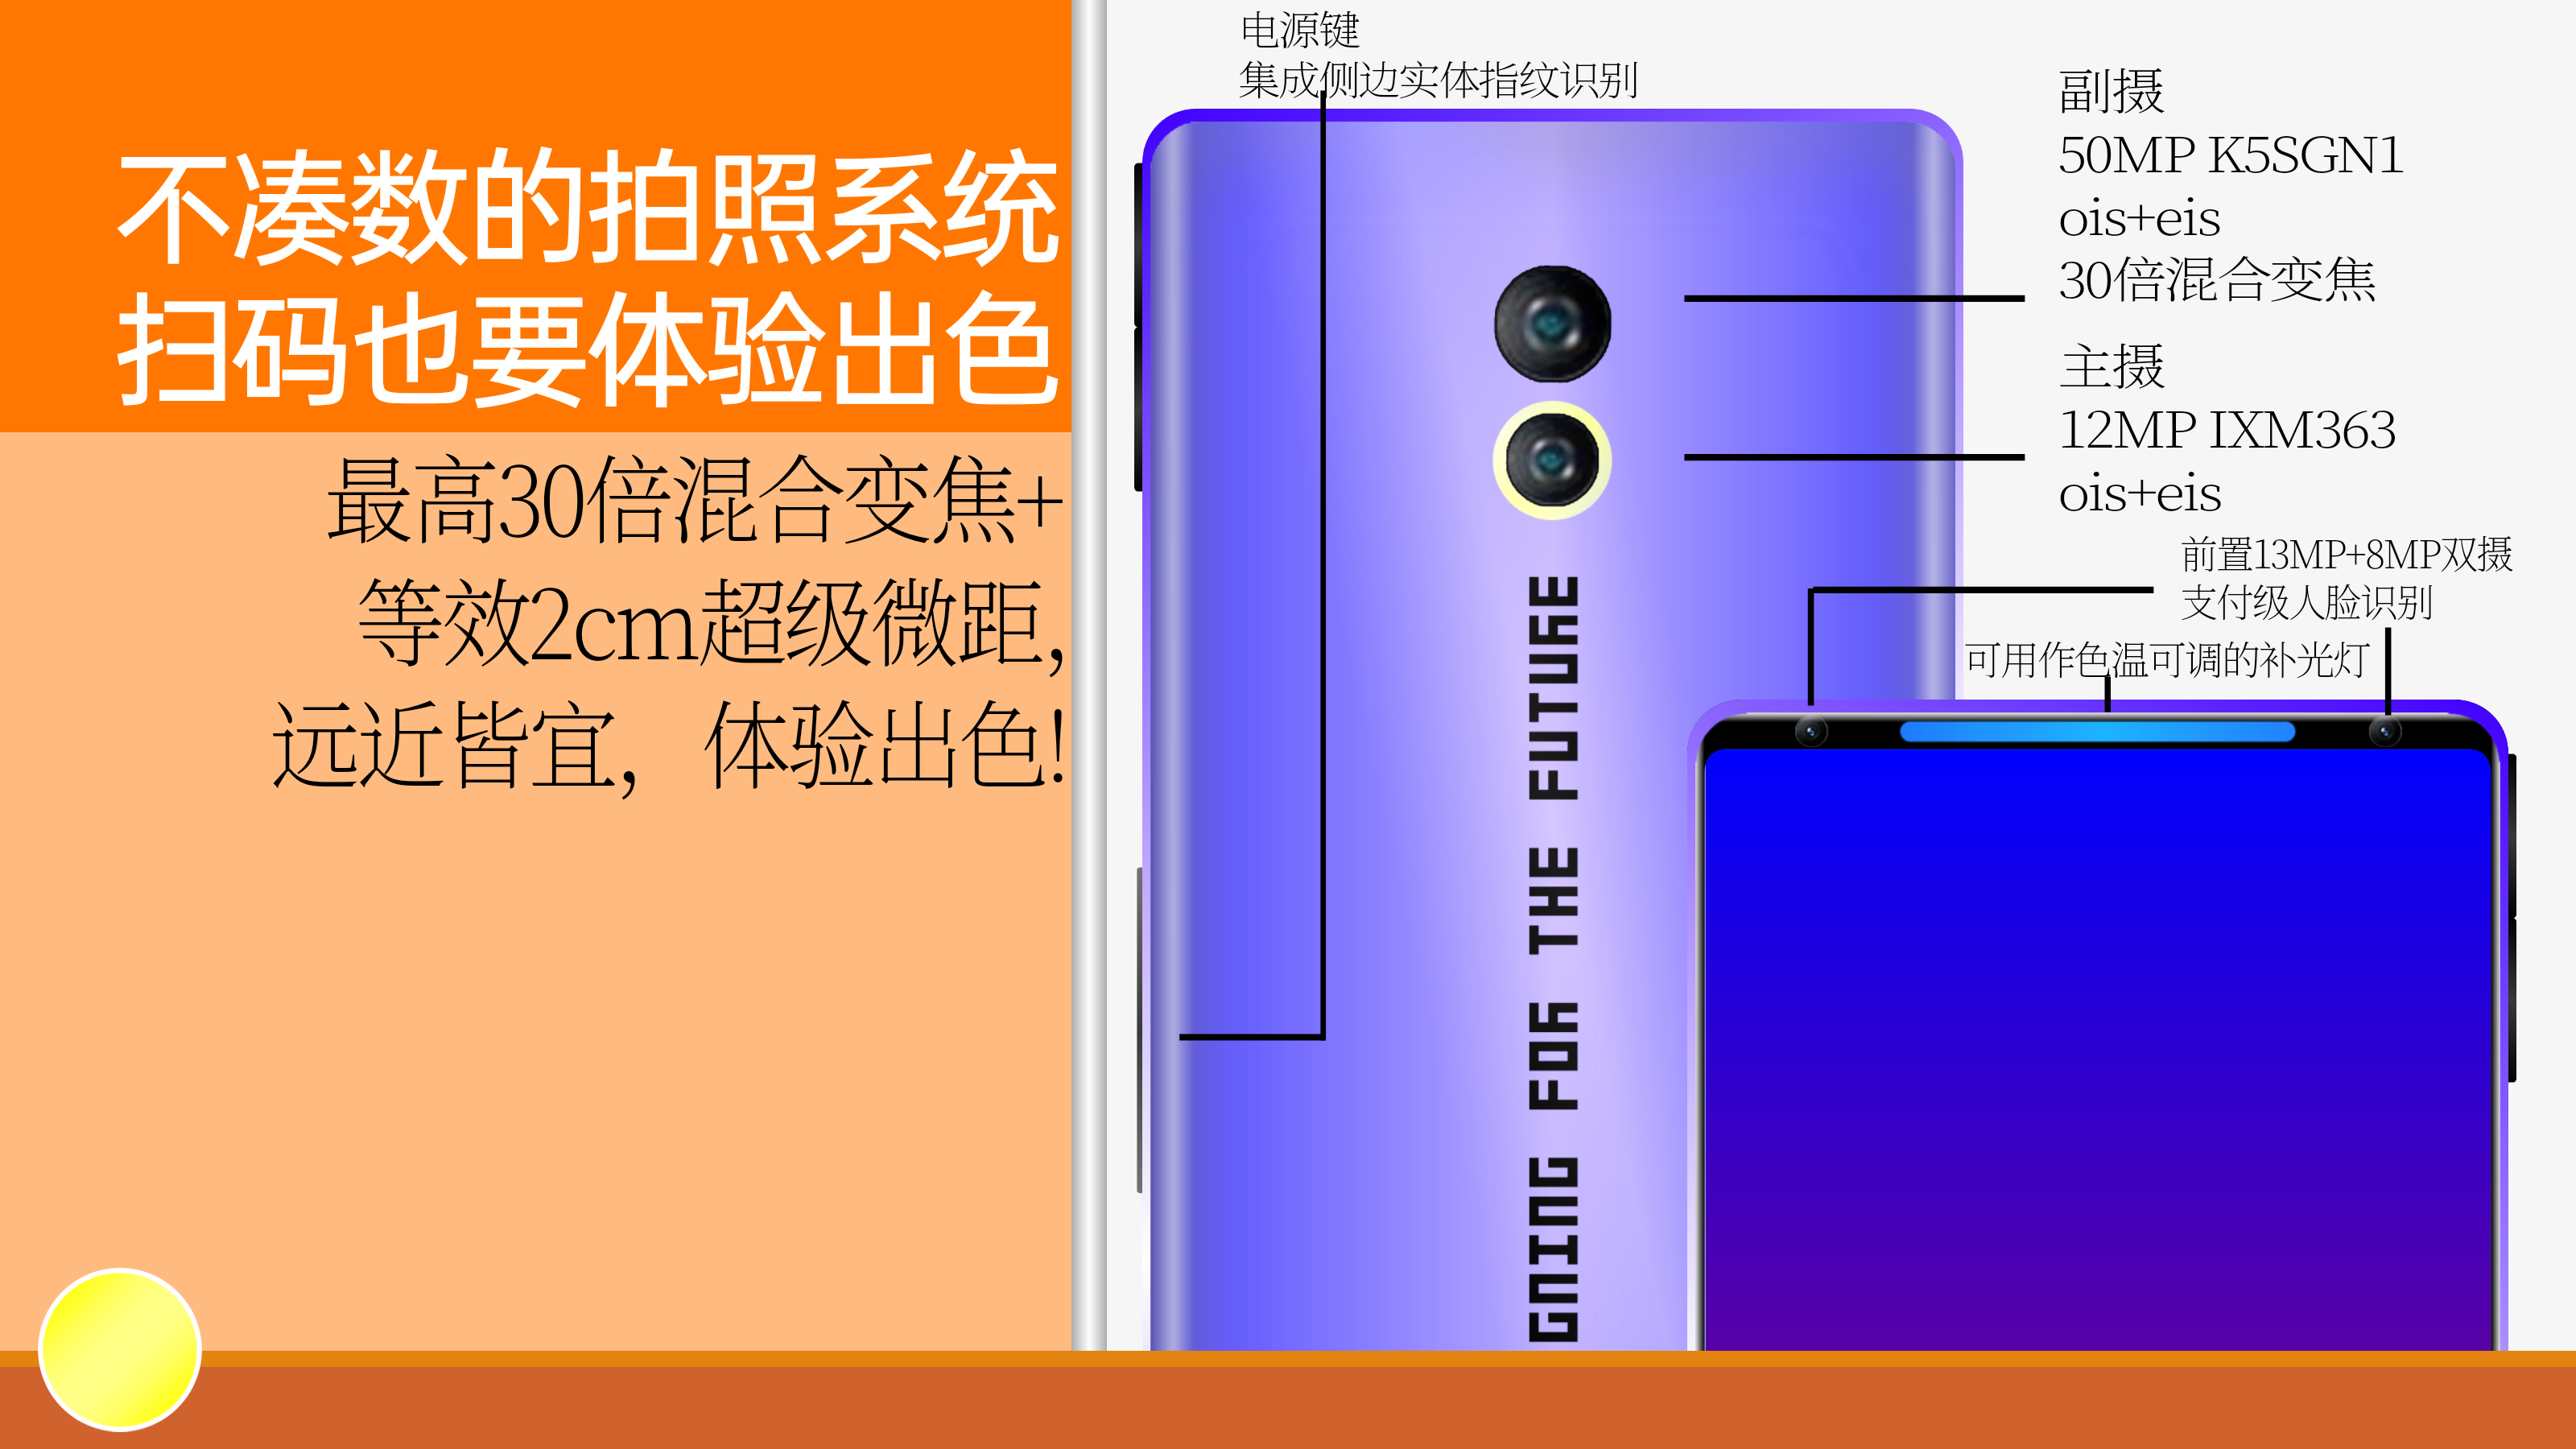 不凑数的拍照系统
扫码也要体验出色
最高30倍混合变焦+
等效2cm超级微距,
远近皆宜，体验出色!
电源键
集成侧边实体指纹识别
副摄
50MP K5SGN1
ois+eis
30倍混合变焦
主摄
12MP IXM363
ois+eis
前置13MP+8MP双摄
支付级人脸识别
可用作色温可调的补光灯
GNING FOR THE FUTURE